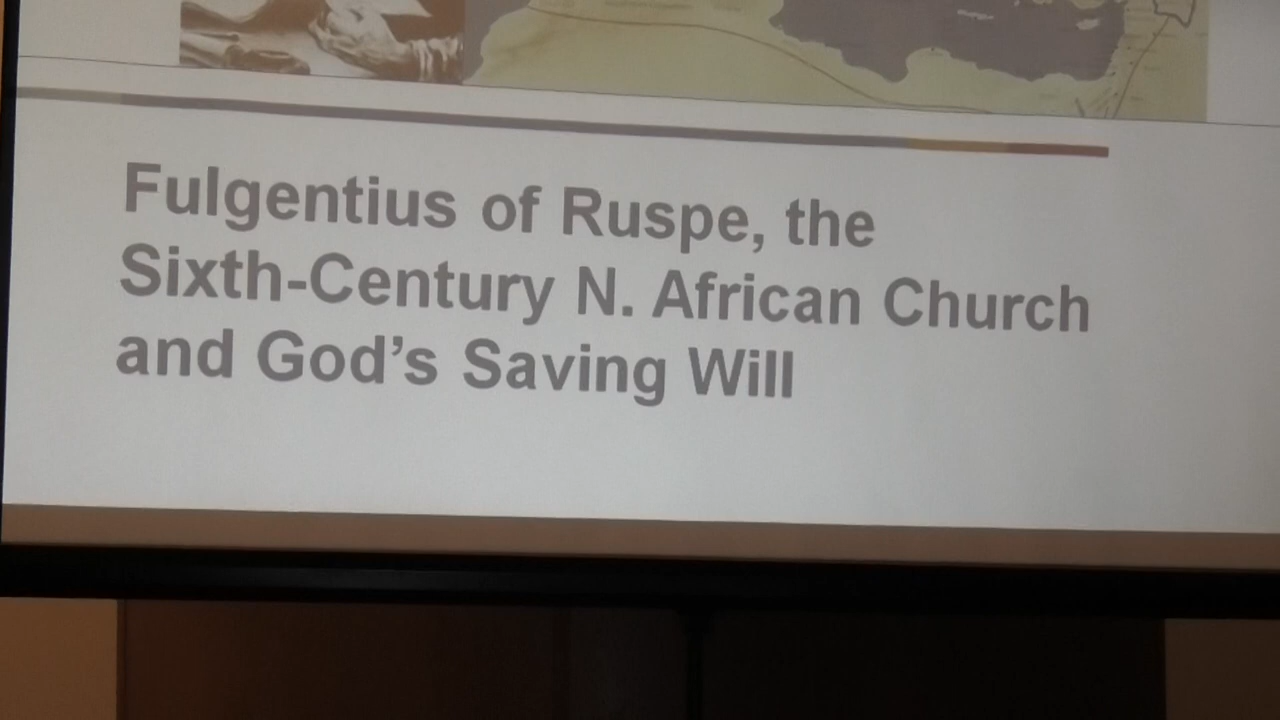 Fulgentius of Ruspe, the
Sixth-Century N. African Church
and God’s Saving Will